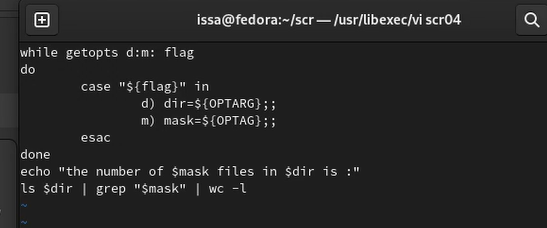 issa@fedora:~/scr — /usr/libexec/vi scr04
while getopts d:m: flag
do
case "${flag}" in
d) dir=${OPTARG};;
m) mask=${OPTAG};;
esac
done
echo "the number of $mask files in $dir is :"
ls $dir | grep "$mask" | wc -l
~
~